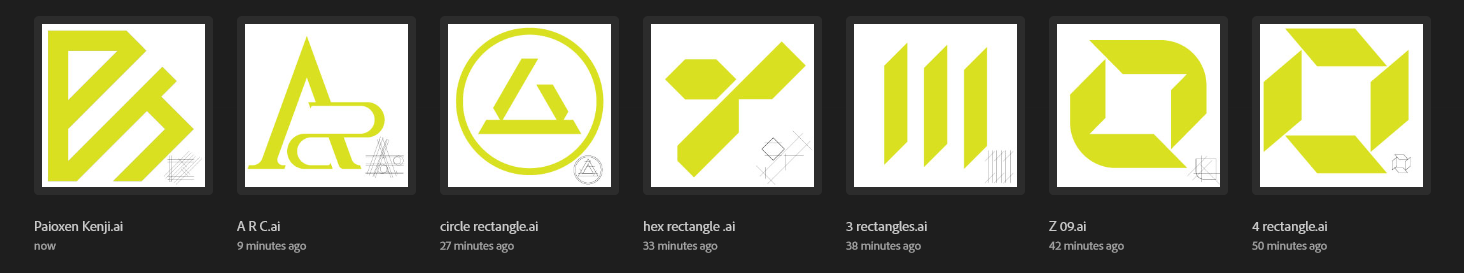 Paioxen Kenji.ai
now
A R C.ai
9 minutes ago
circle rectangle.ai
27 minutes ago
hex rectangle .ai
33 minutes ago
3 rectangles.ai
38 minutes ago
Z 09.ai
42 minutes ago
4 rectangle.ai
50 minutes ago